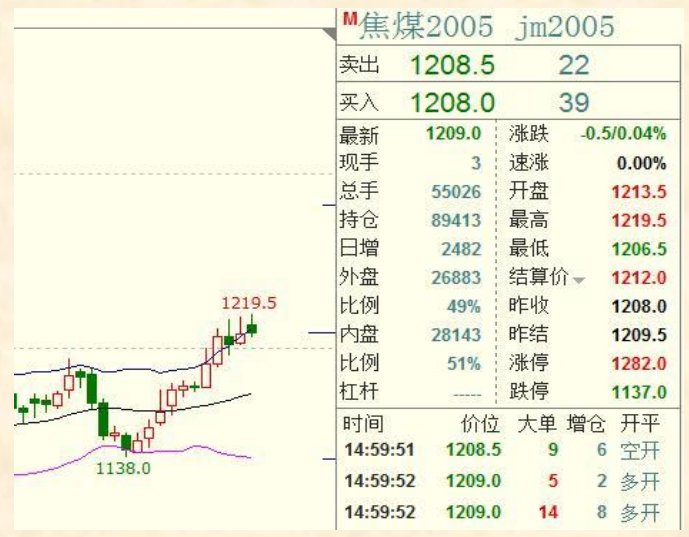 M焦煤2005 jm2005
卖出 1208.5 22
买入 1208.0 39
最新 1209.0 涨跌 -0.5/0.04%
现手 3 速涨 0.00%
总手 55026 开盘 1213.5
持仓 89413 最高 1219.5
日增 2482 最低 1206.5
外盘 26883 结算价 1212.0
比例 49% 昨收 1208.0
内盘 28143 昨结 1209.5
比例 51% 涨停 1282.0
杠杆 ----- 跌停 1137.0
时间 价位 大单 增仓 开平
14:59:51 1208.5 9 6 空开
14:59:52 1209.0 5 2 多开
14:59:52 1209.0 14 8 多开
1219.5
1138.0